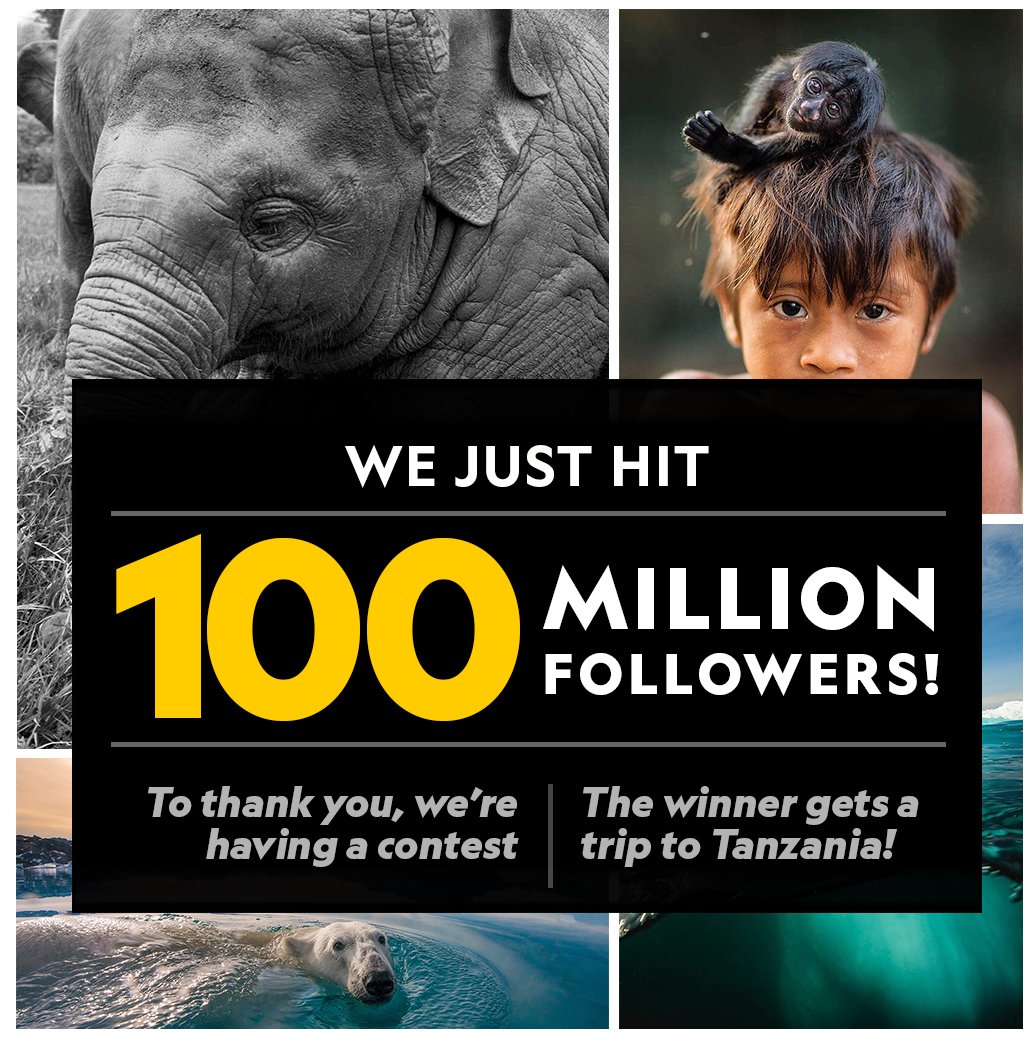 WE JUST HIT
100 MILLION
FOLLOWERS!
To thank you, we're
having a contest
The winner gets a
trip to Tanzania!